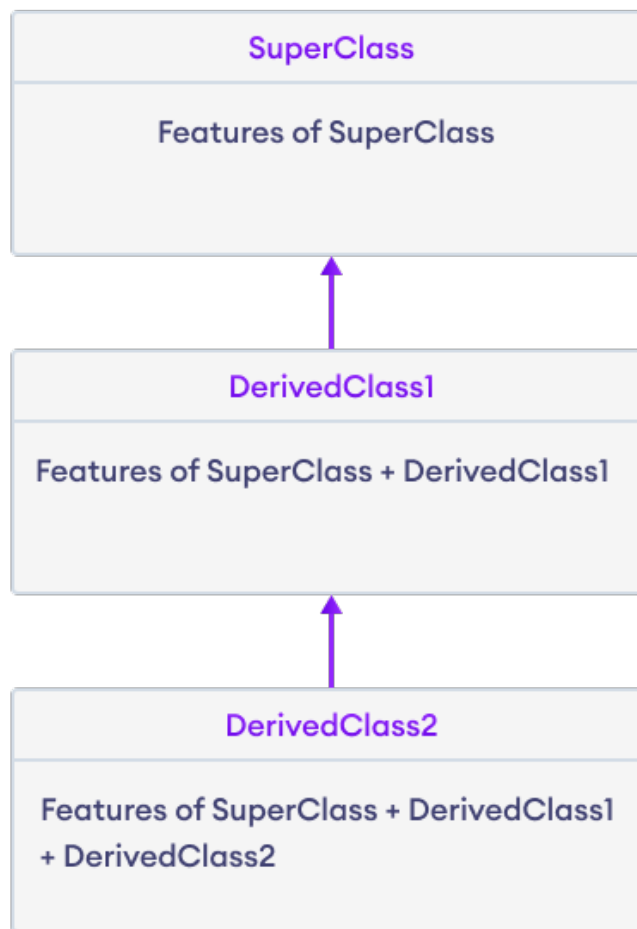 SuperClass
Features of SuperClass
DerivedClass1
Features of SuperClass + DerivedClass1
DerivedClass2
Features of SuperClass + DerivedClass1
+ DerivedClass2